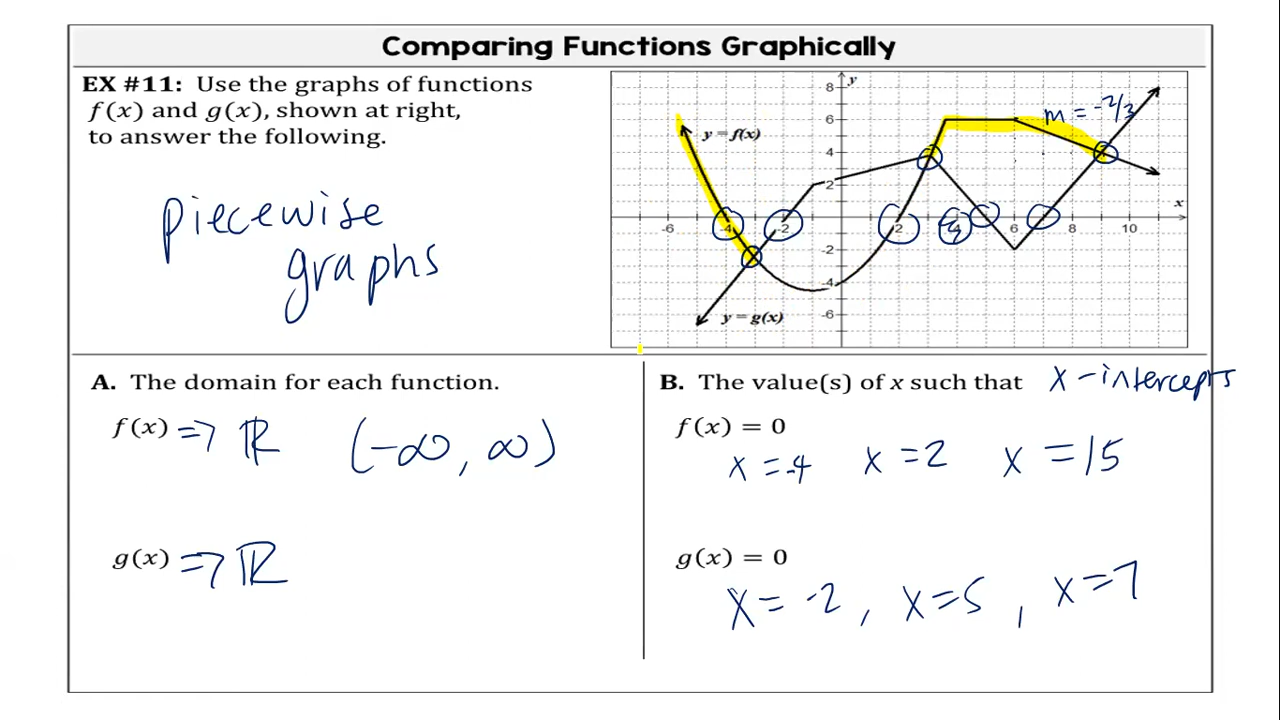 Comparing Functions Graphically
EX #11: Use the graphs of functions
f(x) and g(x), shown at right,
to answer the following.
piecewise
graphs
y
8
m = -2/3
6
y = f(x)
4
2
x
-6 -4 -2 2 4 6 8 10
-2
-4
-6
y = g(x)
A. The domain for each function.
f(x) => ℝ (-∞, ∞)
g(x) => ℝ
B. The value(s) of x such that x-intercepts
f(x) = 0
x = -4 x = 2 x = 15
g(x) = 0
x = -2, x = 5, x = 7